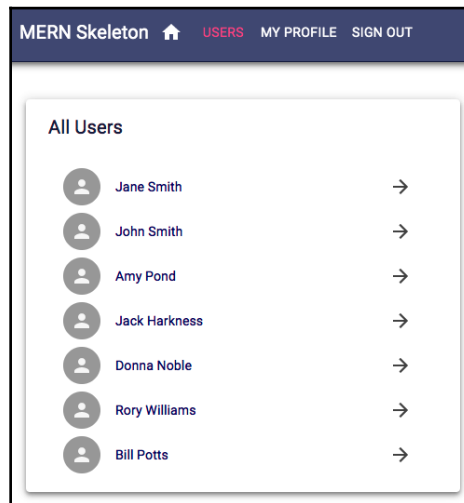 MERN Skeleton USERS MY PROFILE SIGN OUT
All Users
Jane Smith
John Smith
Amy Pond
Jack Harkness
Donna Noble
Rory Williams
Bill Potts